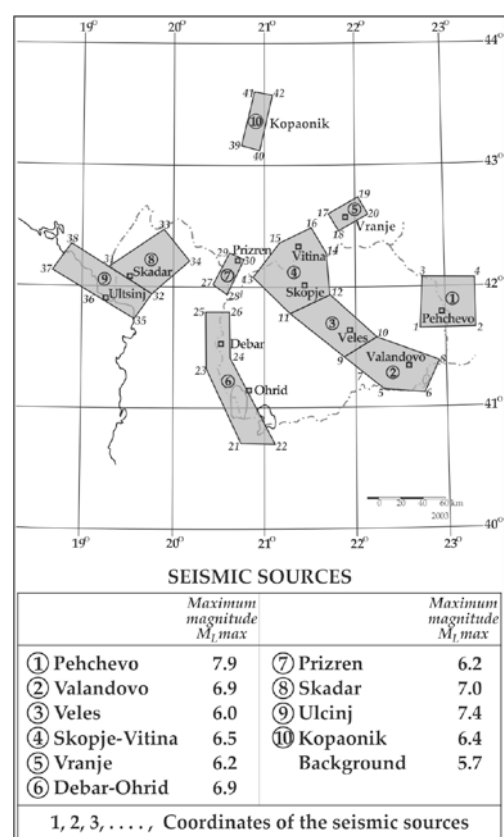 19° 20° 21° 22° 23°
44° 44°
41 42
⑩ Kopaonik
39
40
43 43
19
17 ⑤ 20
18 Vranje
16
33
38 15 14
⑧ 34 29 Prizren Vitina
37 31 30 ④
⑨ Skadar ⑦ 3 4
42 27 13 Skopje 42
36 Ultsinj 32 28 12 ①
35 25 26 11 ③ Pehchevo
1 2
Debar Veles 10
24 9 Valandovo 8
23 ②
⑥ Ohrid 7 5 6
41 41°
21 22
0 20 40 60 km
2003
40 40°
19° 20° 21° 22° 23°
SEISMIC SOURCES
Maximum magnitude M_L max Maximum magnitude M_L max
① Pehchevo 7.9 ⑦ Prizren 6.2
② Valandovo 6.9 ⑧ Skadar 7.0
③ Veles 6.0 ⑨ Ulcinj 7.4
④ Skopje-Vitina 6.5 ⑩ Kopaonik 6.4
⑤ Vranje 6.2 Background 5.7
⑥ Debar-Ohrid 6.9
1, 2, 3, . . . . , Coordinates of the seismic sources